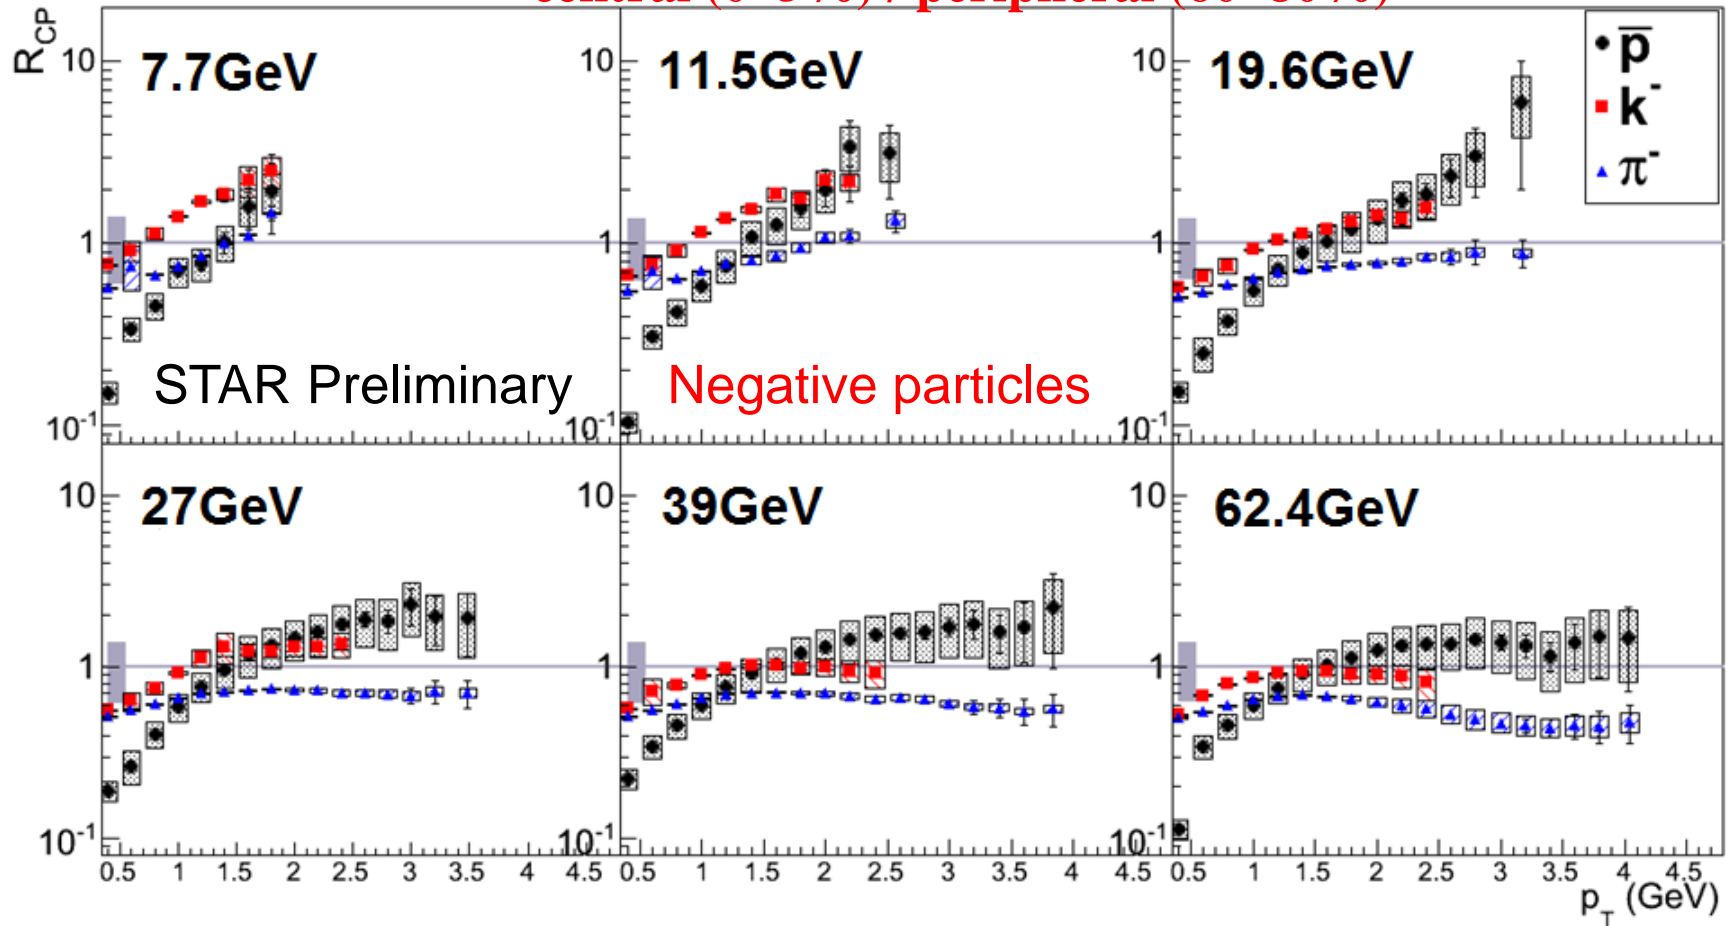 R_CP
7.7GeV
11.5GeV
19.6GeV
p̅
k⁻
π⁻
10
10
10
1
1
1
10⁻¹
10⁻¹
10⁻¹
STAR Preliminary
Negative particles
27GeV
39GeV
62.4GeV
10
10
10
1
1
1
10⁻¹
10⁻¹
10⁻¹
0.5 1 1.5 2 2.5 3 3.5 4 4.5
0.5 1 1.5 2 2.5 3 3.5 4 4.5
0.5 1 1.5 2 2.5 3 3.5 4 4.5
p_T (GeV)